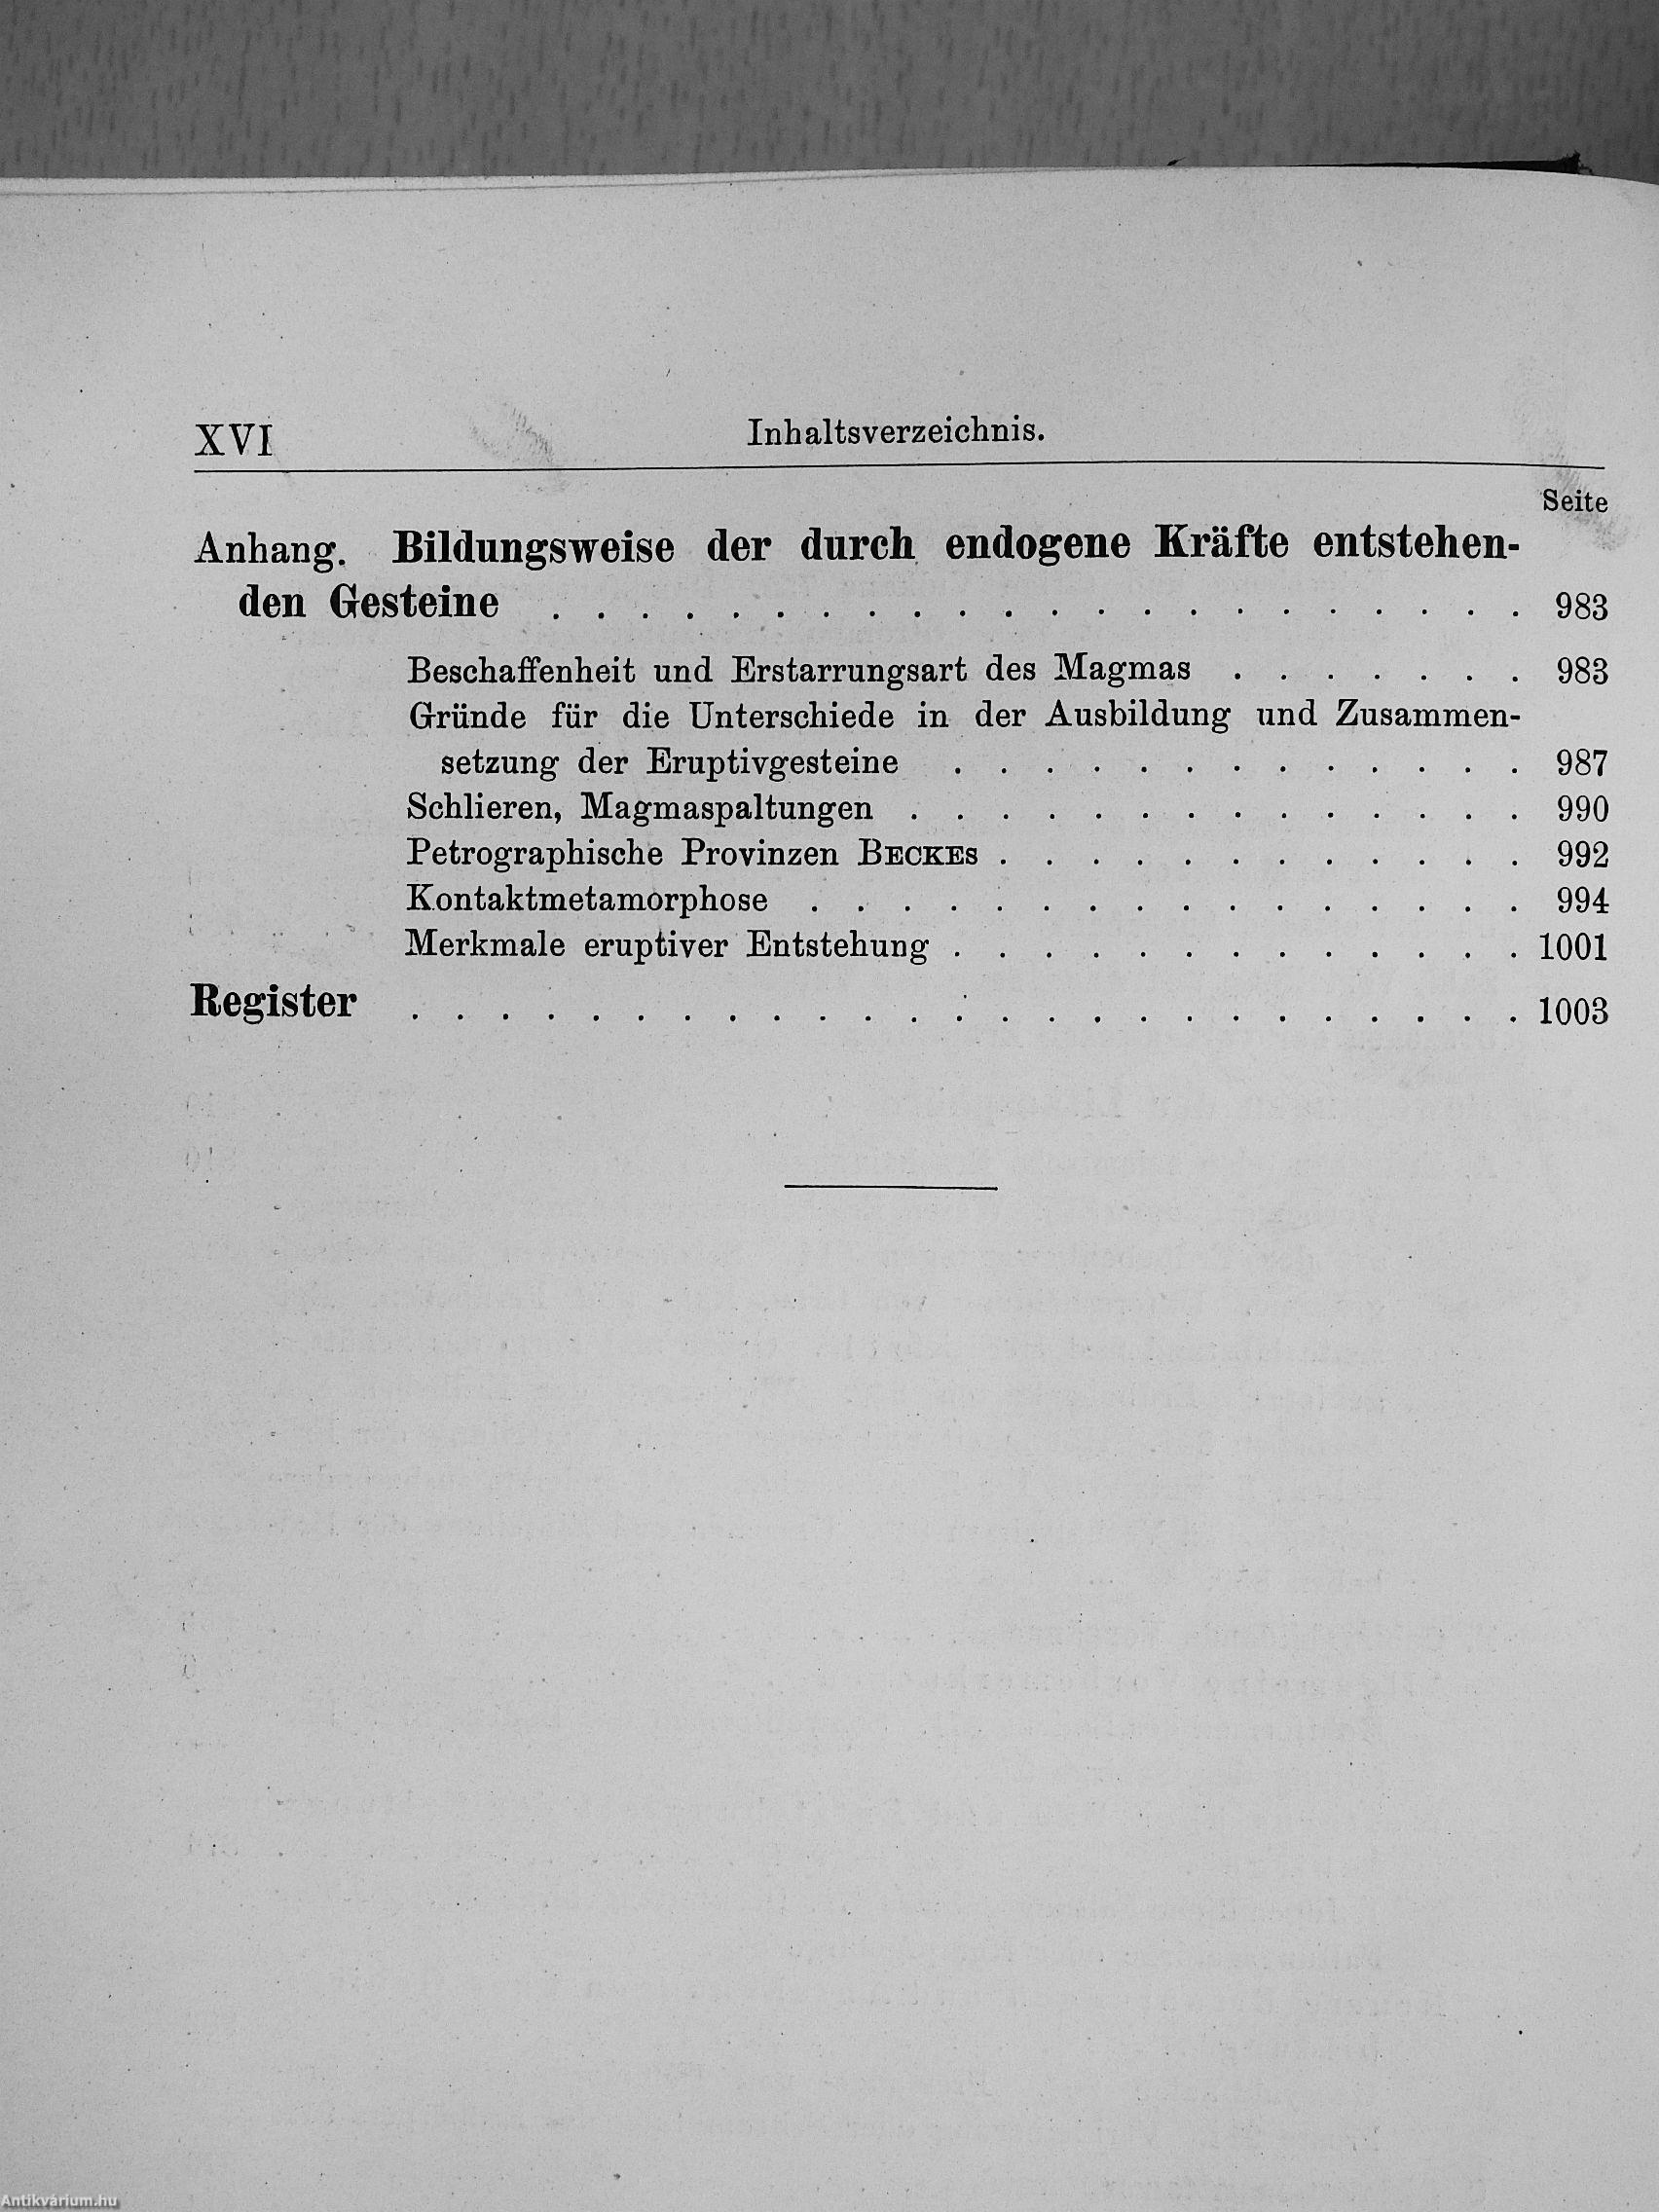 XVI Inhaltsverzeichnis.
Seite
Anhang. Bildungsweise der durch endogene Kräfte entstehen-
den Gesteine . . . . . . . . . . . . . . . . . . . . . . 983
Beschaffenheit und Erstarrungsart des Magmas . . . . . . . 983
Gründe für die Unterschiede in der Ausbildung und Zusammen-
setzung der Eruptivgesteine . . . . . . . . . . . . . 987
Schlieren, Magmaspaltungen . . . . . . . . . . . . . . 990
Petrographische Provinzen BECKEs . . . . . . . . . . . . 992
Kontaktmetamorphose . . . . . . . . . . . . . . . . 994
Merkmale eruptiver Entstehung . . . . . . . . . . . . . 1001
Register . . . . . . . . . . . . . . . . . . . . . . . . . 1003
Antikvárium.hu